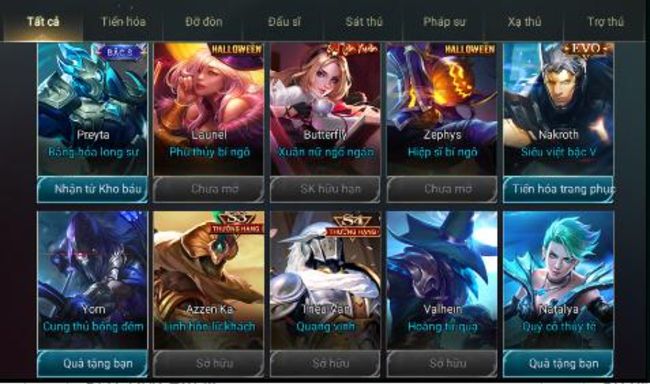 Tất cả
Tiến hóa
Đỡ đòn
Đấu sĩ
Sát thủ
Pháp sư
Xạ thủ
Trợ thủ
BẬC
HALLOWEEN
HALLOWEEN
EVO
Preyta
Băng hỏa long sư
Lauriel
Phù thủy bí ngô
Butterfly
Xuân nữ ngổ ngáo
Zephys
Hiệp sĩ bí ngô
Nakroth
Siêu việt bậc V
Nhận từ Kho báu
Chưa mở
SK hữu hạn
Chưa mở
Tiến hóa trang phục
S3
THƯỞNG HẠNG
S4
THƯỞNG HẠNG
Yorn
Cung thủ bóng đêm
Azzen'Ka
Linh hồn lữ khách
Thieu Van
Quang vinh
Valhein
Hoàng tử quạ
Natalya
Quý cô thủy tề
Quà tặng bạn
Sở hữu
Sở hữu
Sở hữu
Quà tặng bạn